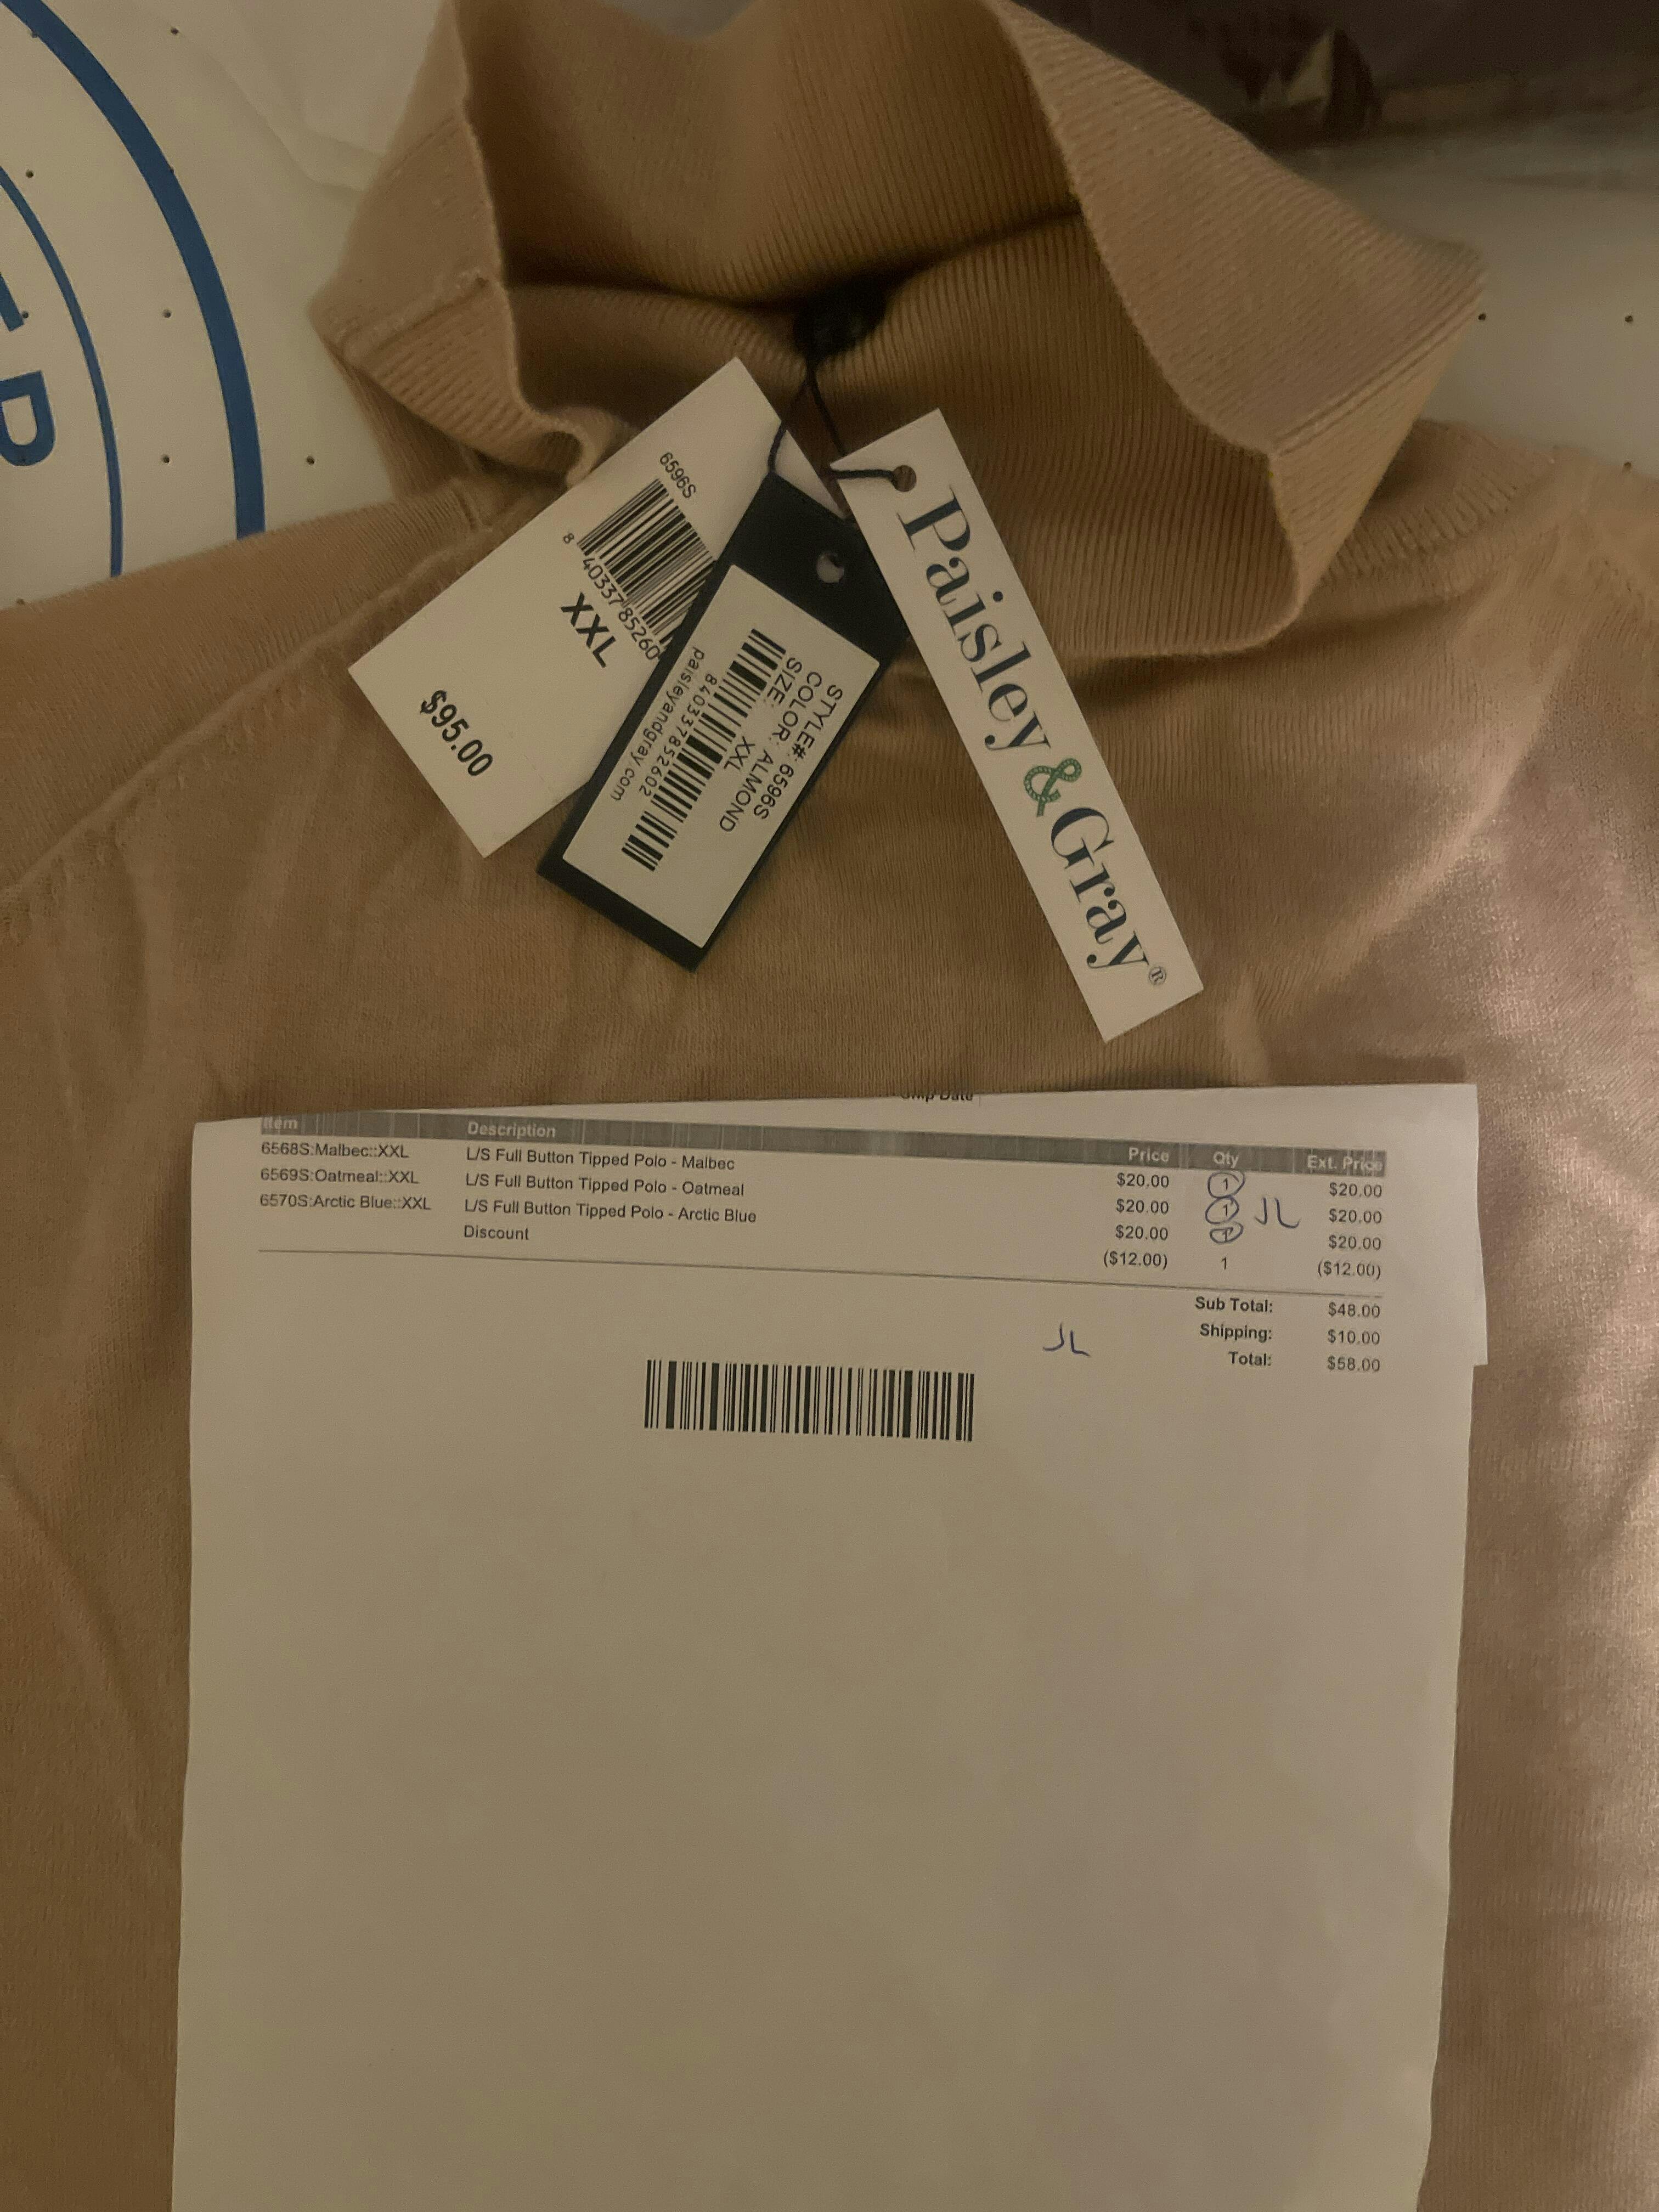 6596S
8 40337 85260
XXL
$95.00
STYLE#: 6596S
COLOR: ALMOND
SIZE: XXL
840337852602
paisleyandgray.com
Paisley & Gray®
Ship Date
Item Description Price Qty Ext. Price
6568S:Malbec::XXL L/S Full Button Tipped Polo - Malbec $20.00 1 $20.00
6569S:Oatmeal::XXL L/S Full Button Tipped Polo - Oatmeal $20.00 1 $20.00
6570S:Arctic Blue::XXL L/S Full Button Tipped Polo - Arctic Blue $20.00 1 $20.00
Discount ($12.00) 1 ($12.00)
JL
Sub Total: $48.00
Shipping: $10.00
Total: $58.00
JL